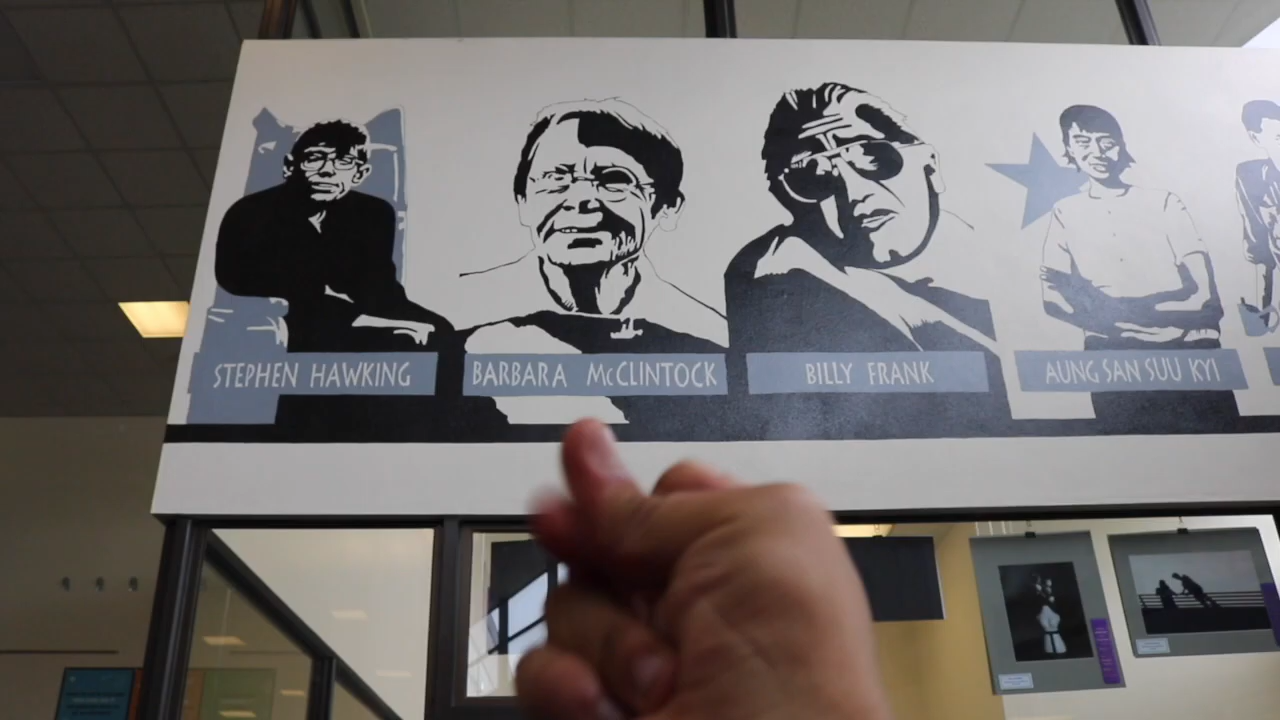 STEPHEN HAWKING
BARBARA McCLINTOCK
BILLY FRANK
AUNG SAN SUU KYI